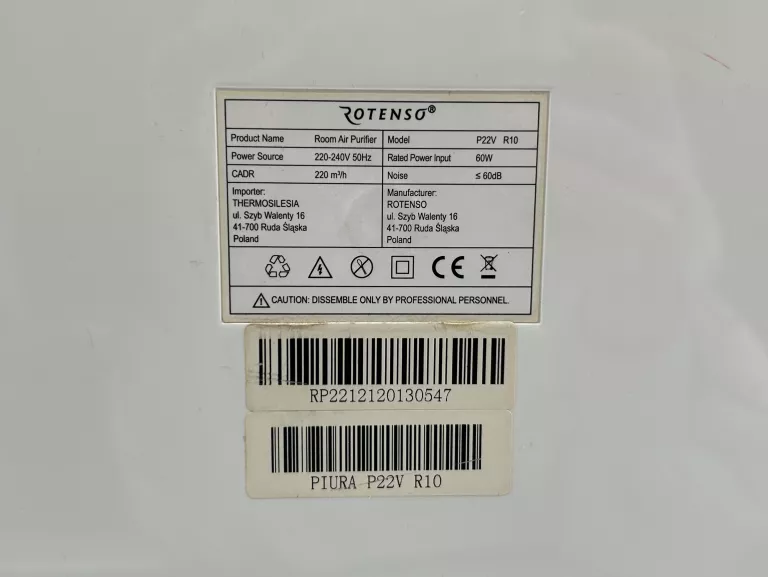 ROTENSO®
Product Name Room Air Purifier Model P22V R10
Power Source 220-240V 50Hz Rated Power Input 60W
CADR 220 m³/h Noise ≤ 60dB
Importer:
THERMOSILESIA
ul. Szyb Walenty 16
41-700 Ruda Śląska
Poland
Manufacturer:
ROTENSO
ul. Szyb Walenty 16
41-700 Ruda Śląska
Poland
CE
CAUTION: DISSEMBLE ONLY BY PROFESSIONAL PERSONNEL.
RP2212120130547
PIURA P22V R10